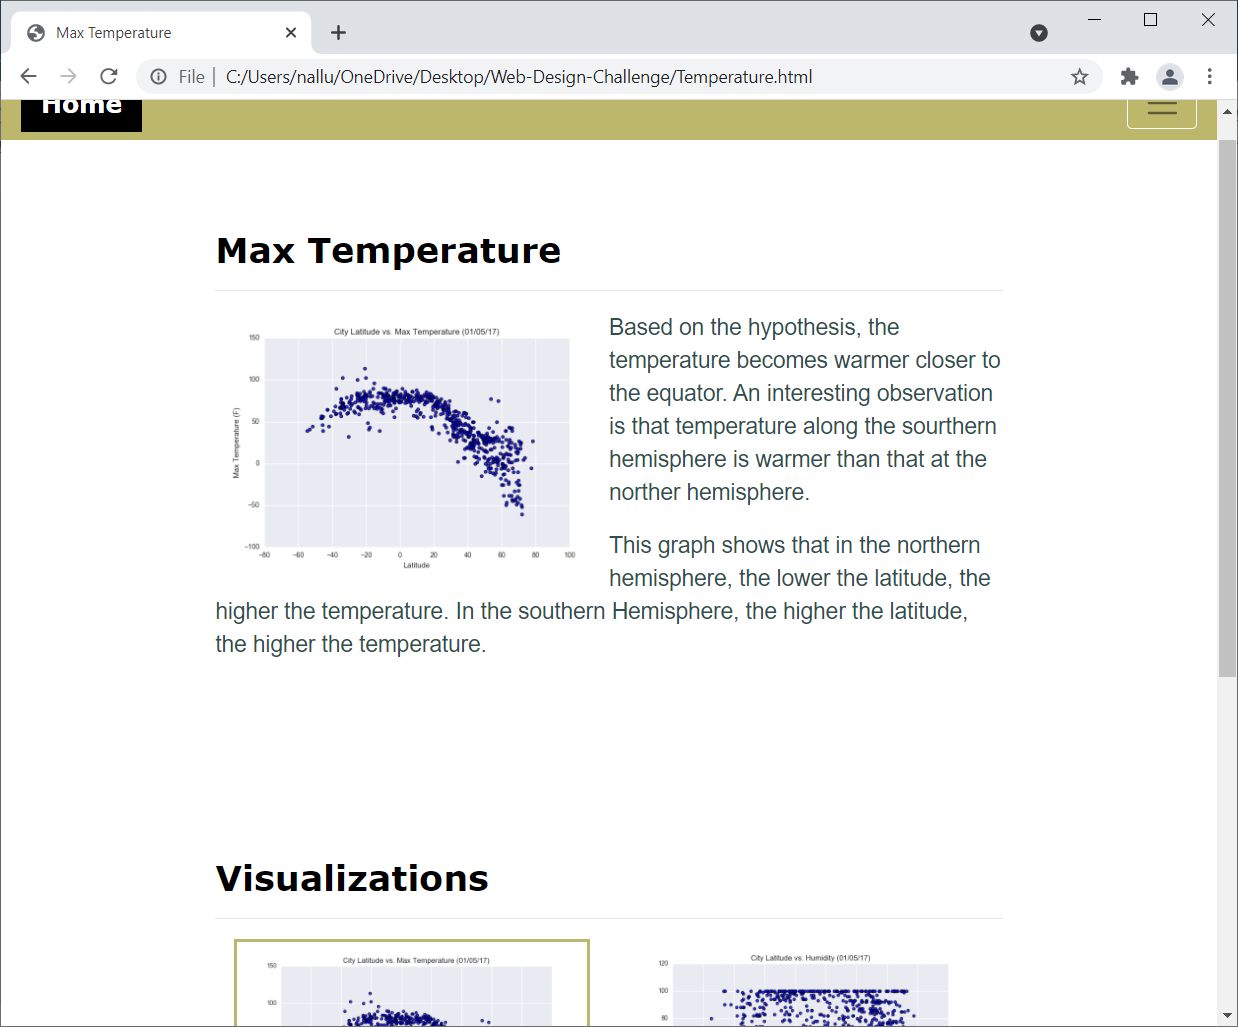 Max Temperature
File
C:/Users/nallu/OneDrive/Desktop/Web-Design-Challenge/Temperature.html
Home
Max Temperature
City Latitude vs. Max Temperature (01/05/17)
150
100
50
0
−50
−100
Max Temperature (F)
−80 −60 −40 −20 0 20 40 60 80 100
Latitude
Based on the hypothesis, the
temperature becomes warmer closer to
the equator. An interesting observation
is that temperature along the sourthern
hemisphere is warmer than that at the
norther hemisphere.
This graph shows that in the northern
hemisphere, the lower the latitude, the
higher the temperature. In the southern Hemisphere, the higher the latitude,
the higher the temperature.
Visualizations
City Latitude vs. Max Temperature (01/05/17)
150
100
City Latitude vs. Humidity (01/05/17)
120
100
80